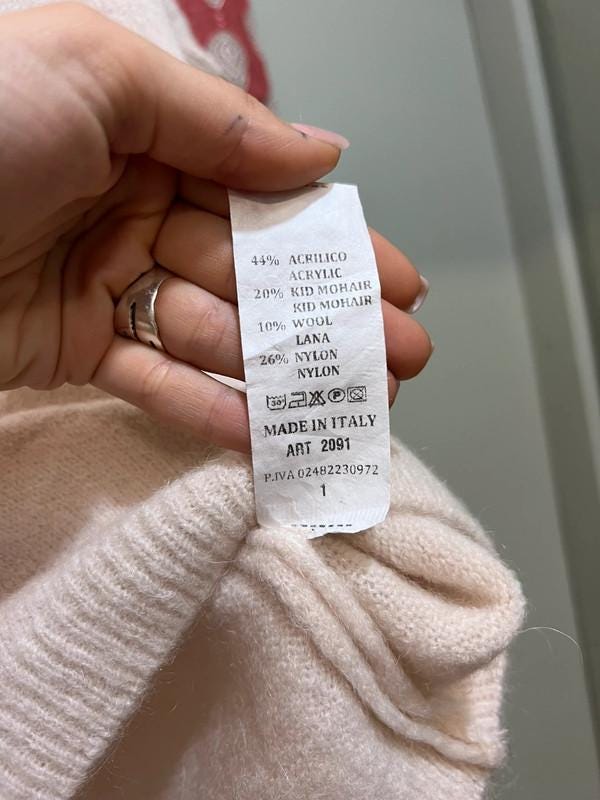 44% ACRILICO
ACRYLIC
20% KID MOHAIR
KID MOHAIR
10% WOOL
LANA
26% NYLON
NYLON
30° P
MADE IN ITALY
ART 2091
P.IVA 02482230972
1